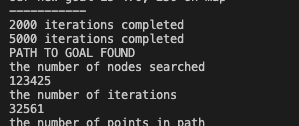 -----------
2000 iterations completed
5000 iterations completed
PATH TO GOAL FOUND
the number of nodes searched
123425
the number of iterations
32561
the number of points in path